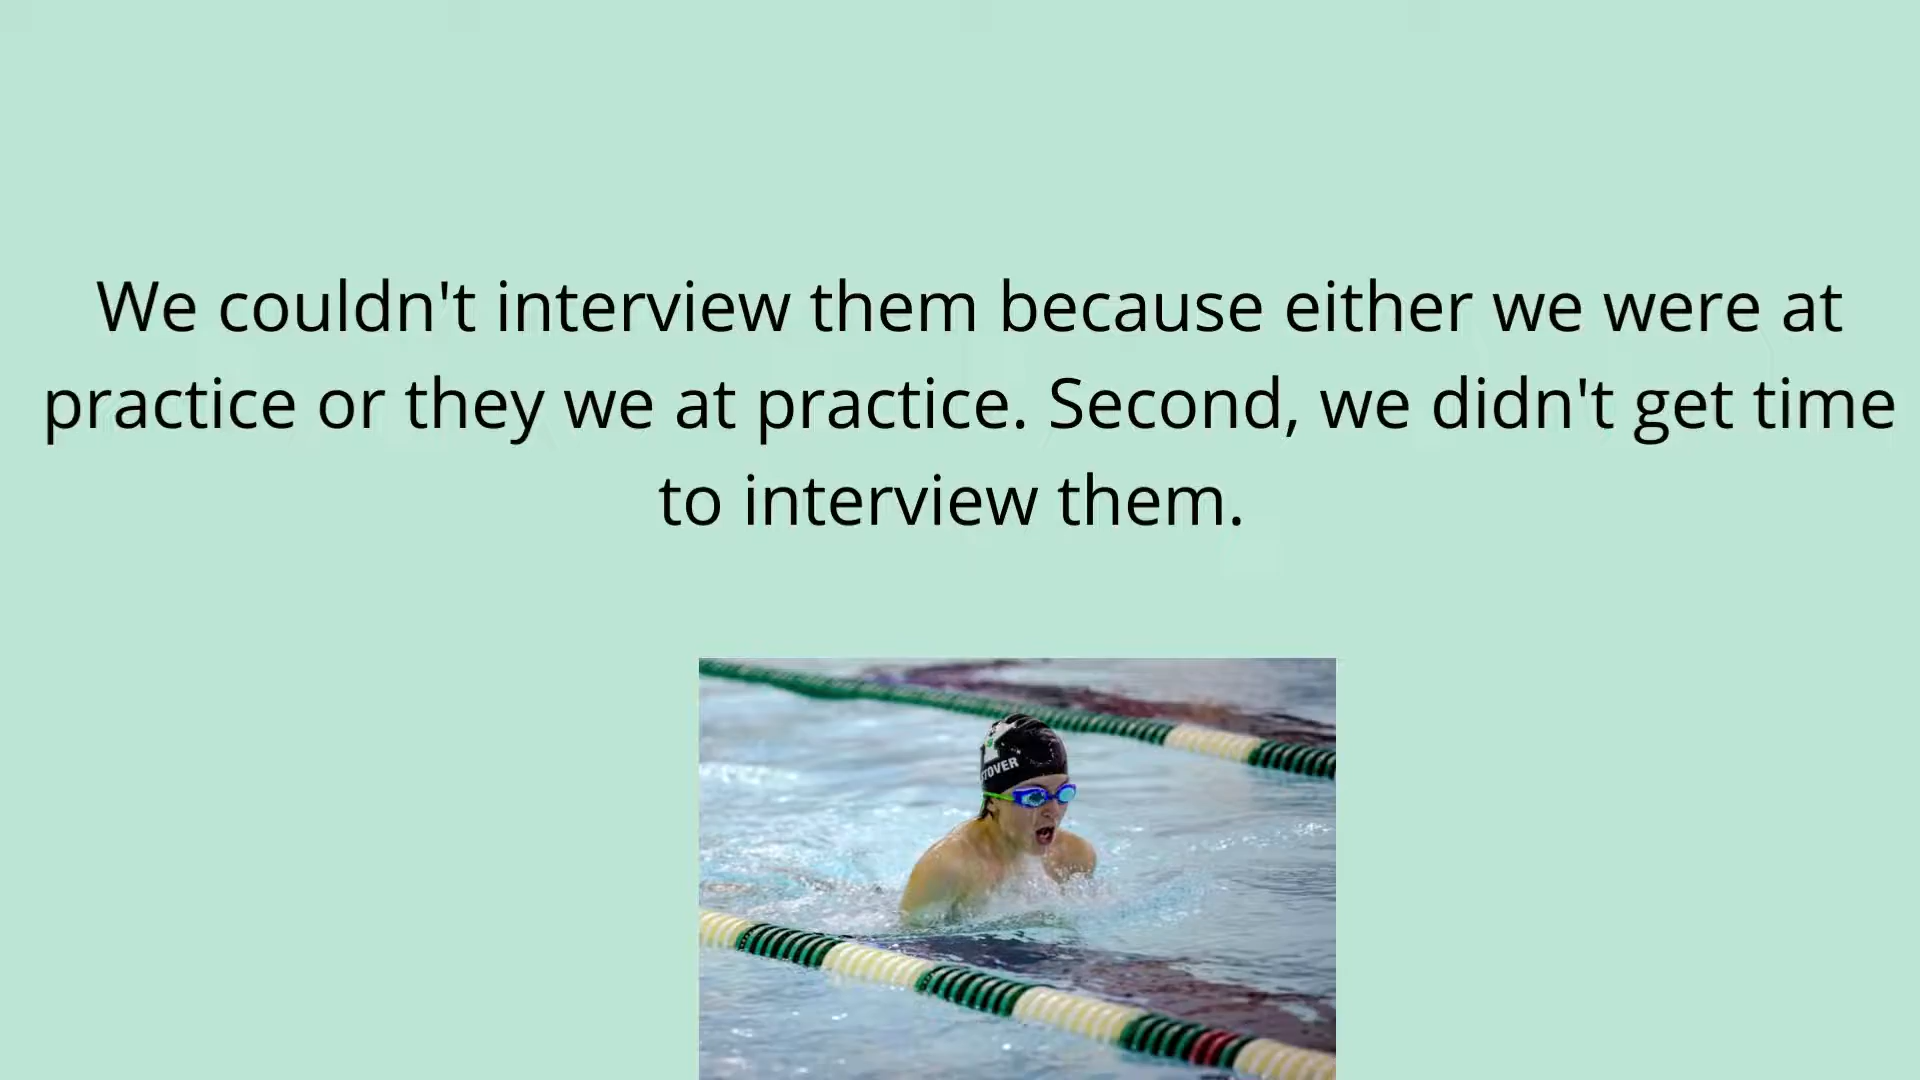 We couldn't interview them because either we were at
practice or they we at practice. Second, we didn't get time
to interview them.
TOVER